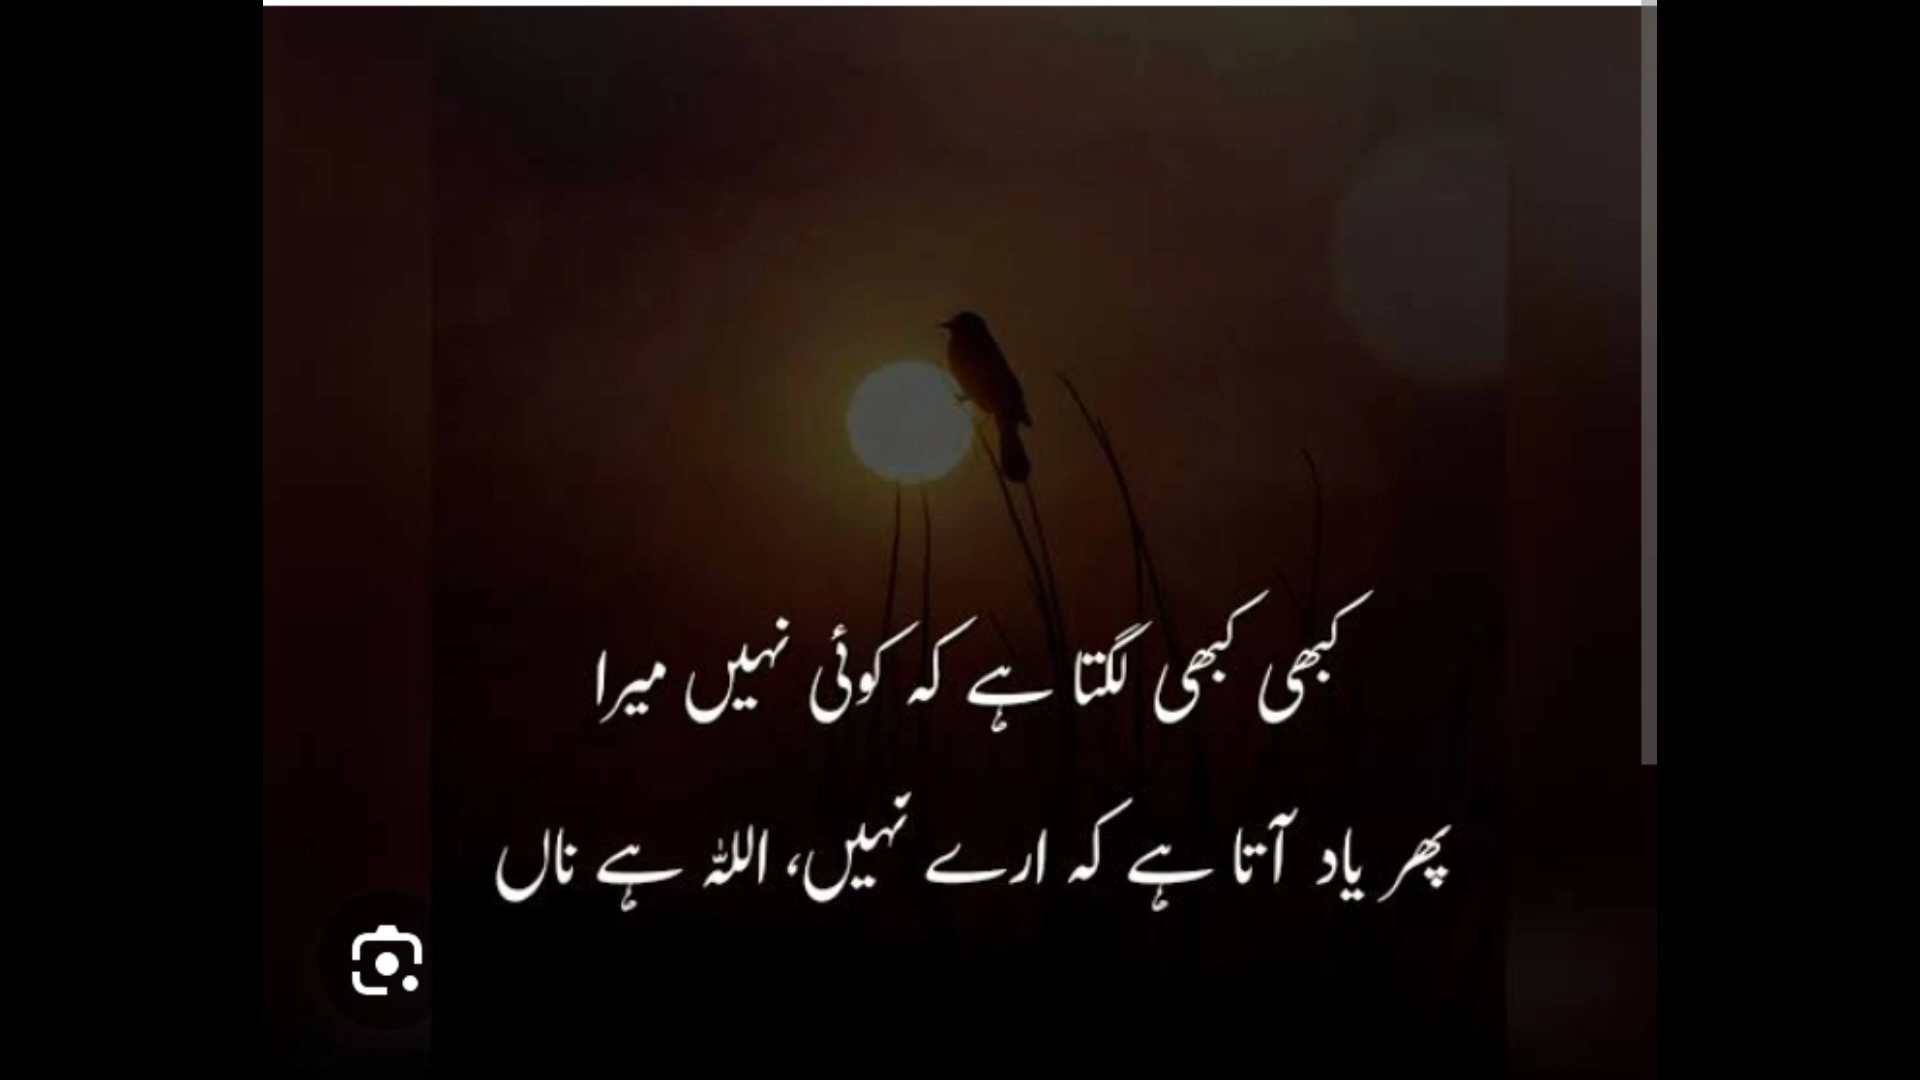 کبھی کبھی لگتا ہے کہ کوئی نہیں میرا
پھر یاد آتا ہے کہ ارے نہیں، اللہ ہے ناں